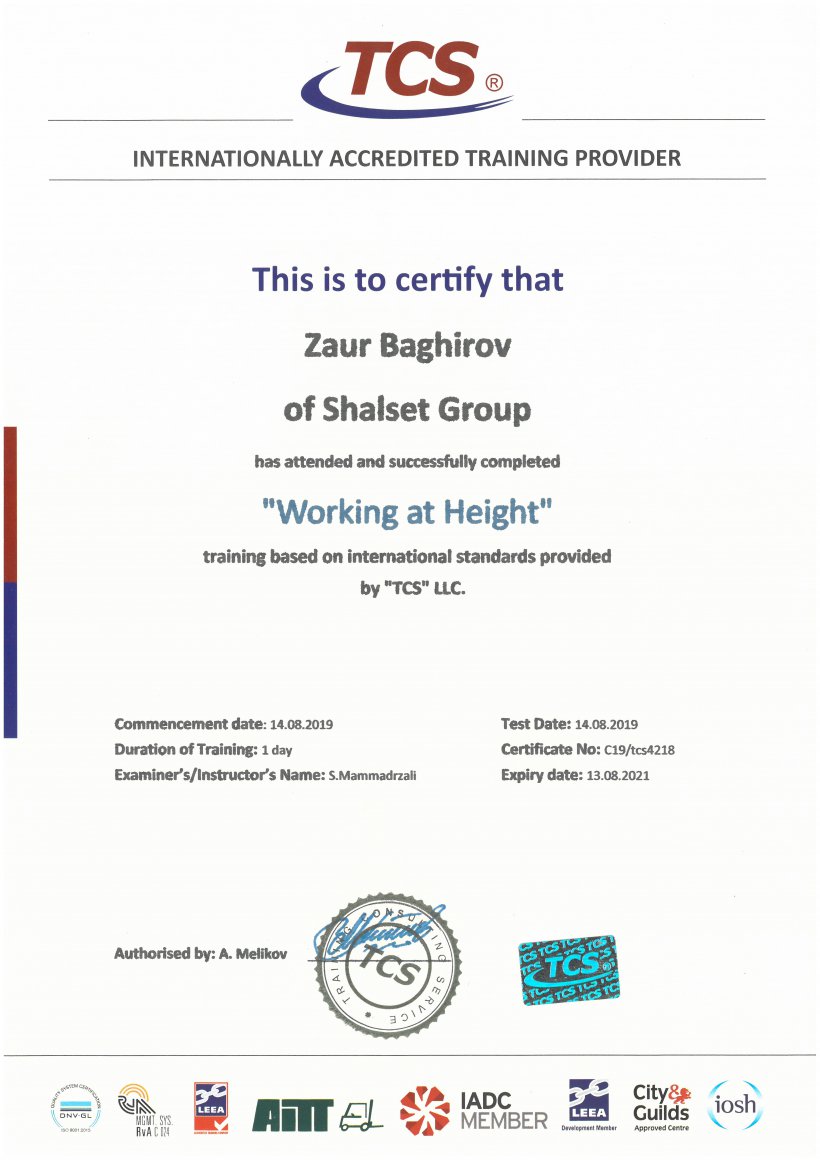 TCS ®
INTERNATIONALLY ACCREDITED TRAINING PROVIDER
This is to certify that
Zaur Baghirov
of Shalset Group
has attended and successfully completed
"Working at Height"
training based on international standards provided
by "TCS" LLC.
Commencement date: 14.08.2019
Test Date: 14.08.2019
Duration of Training: 1 day
Certificate No: C19/tcs4218
Examiner's/Instructor's Name: S.Mammadrzali
Expiry date: 13.08.2021
Authorised by: A. Melikov
TRAINING CONSULTING SERVICE
TCS
TCS®
QUALITY SYSTEM CERTIFICATION
DNV·GL
ISO 9001:2015
MGMT. SYS.
RvA C 024
LEEA
AiTT
IADC
MEMBER
LEEA
Development Member
City&
Guilds
Approved Centre
iosh